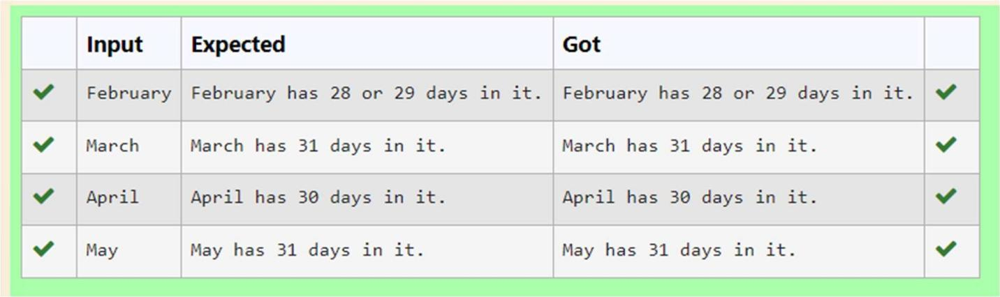 Input Expected Got
February February has 28 or 29 days in it. February has 28 or 29 days in it.
March March has 31 days in it. March has 31 days in it.
April April has 30 days in it. April has 30 days in it.
May May has 31 days in it. May has 31 days in it.